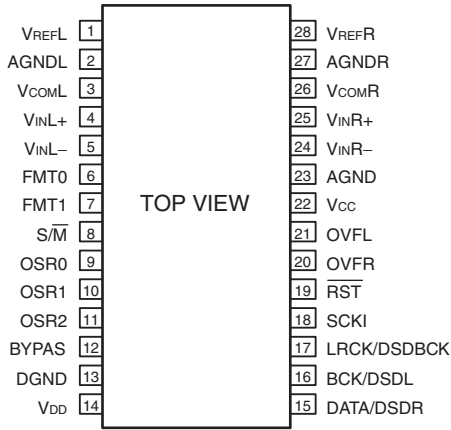 VREFL 1 28 VREFR
AGNDL 2 27 AGNDR
VCOML 3 26 VCOMR
VINL+ 4 25 VINR+
VINL− 5 24 VINR−
FMT0 6 23 AGND
FMT1 7 TOP VIEW 22 VCC
S/M̅ 8 21 OVFL
OSR0 9 20 OVFR
OSR1 10 19 R̅S̅T̅
OSR2 11 18 SCKI
BYPAS 12 17 LRCK/DSDBCK
DGND 13 16 BCK/DSDL
VDD 14 15 DATA/DSDR